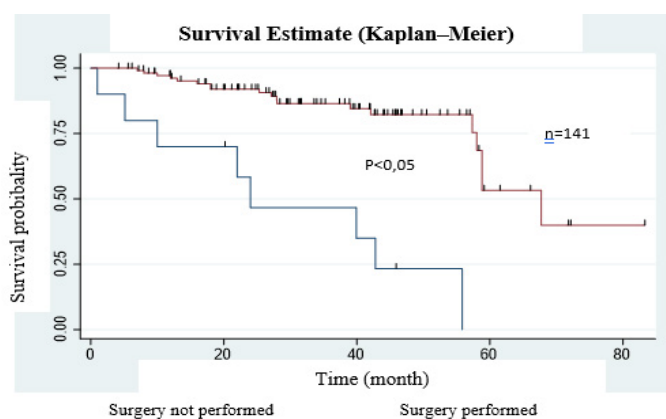 Survival Estimate (Kaplan–Meier)
Survival probibality
1.00
0.75
0.50
0.25
0.00
n=141
P<0,05
0 20 40 60 80
Time (month)
Surgery not performed Surgery performed